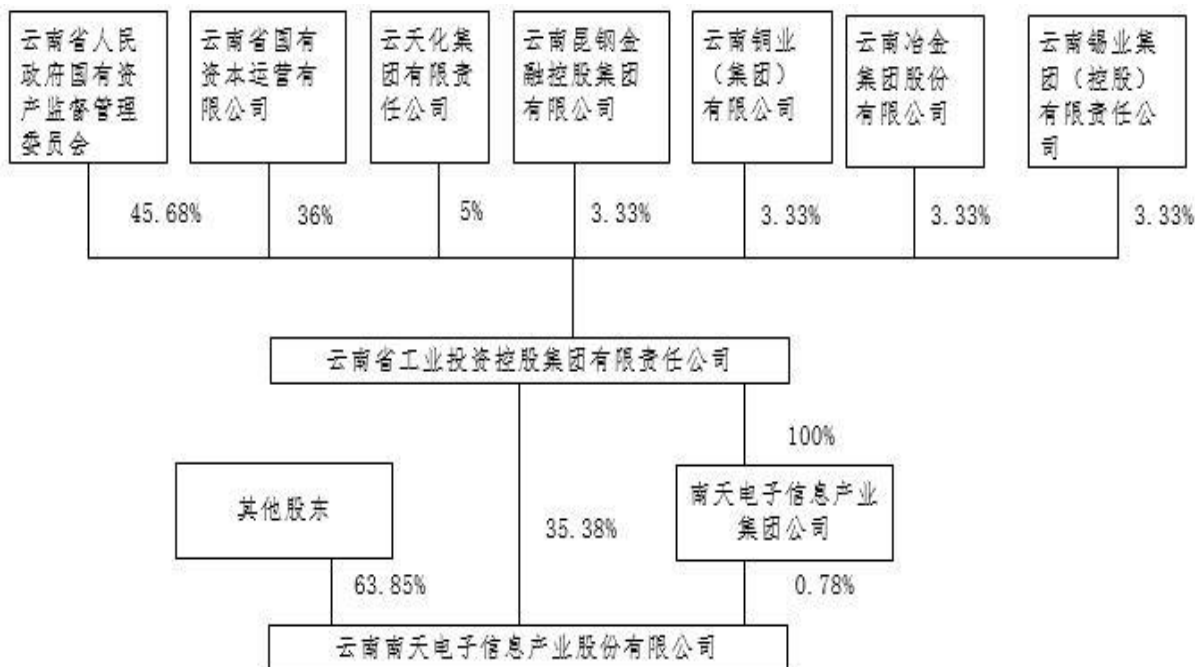 云南省人民
政府国有资
产监督管理
委员会
云南省国有
资本运营有
限公司
云天化集
团有限责
任公司
云南昆钢金
融控股集团
有限公司
云南铜业
（集团）
有限公司
云南冶金
集团股份
有限公司
云南锡业集
团（控股）
有限责任公
司
45.68%
36%
5%
3.33%
3.33%
3.33%
3.33%
云南省工业投资控股集团有限责任公司
100%
其他股东
南天电子信息产业
集团公司
35.38%
63.85%
0.78%
云南南天电子信息产业股份有限公司